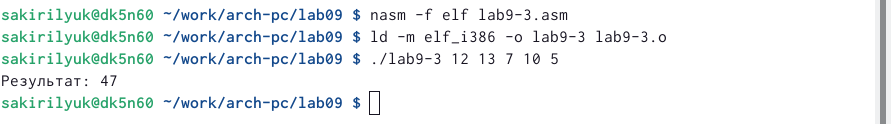 sakirilyuk@dk5n60 ~/work/arch-pc/lab09 $ nasm -f elf lab9-3.asm
sakirilyuk@dk5n60 ~/work/arch-pc/lab09 $ ld -m elf_i386 -o lab9-3 lab9-3.o
sakirilyuk@dk5n60 ~/work/arch-pc/lab09 $ ./lab9-3 12 13 7 10 5
Результат: 47
sakirilyuk@dk5n60 ~/work/arch-pc/lab09 $